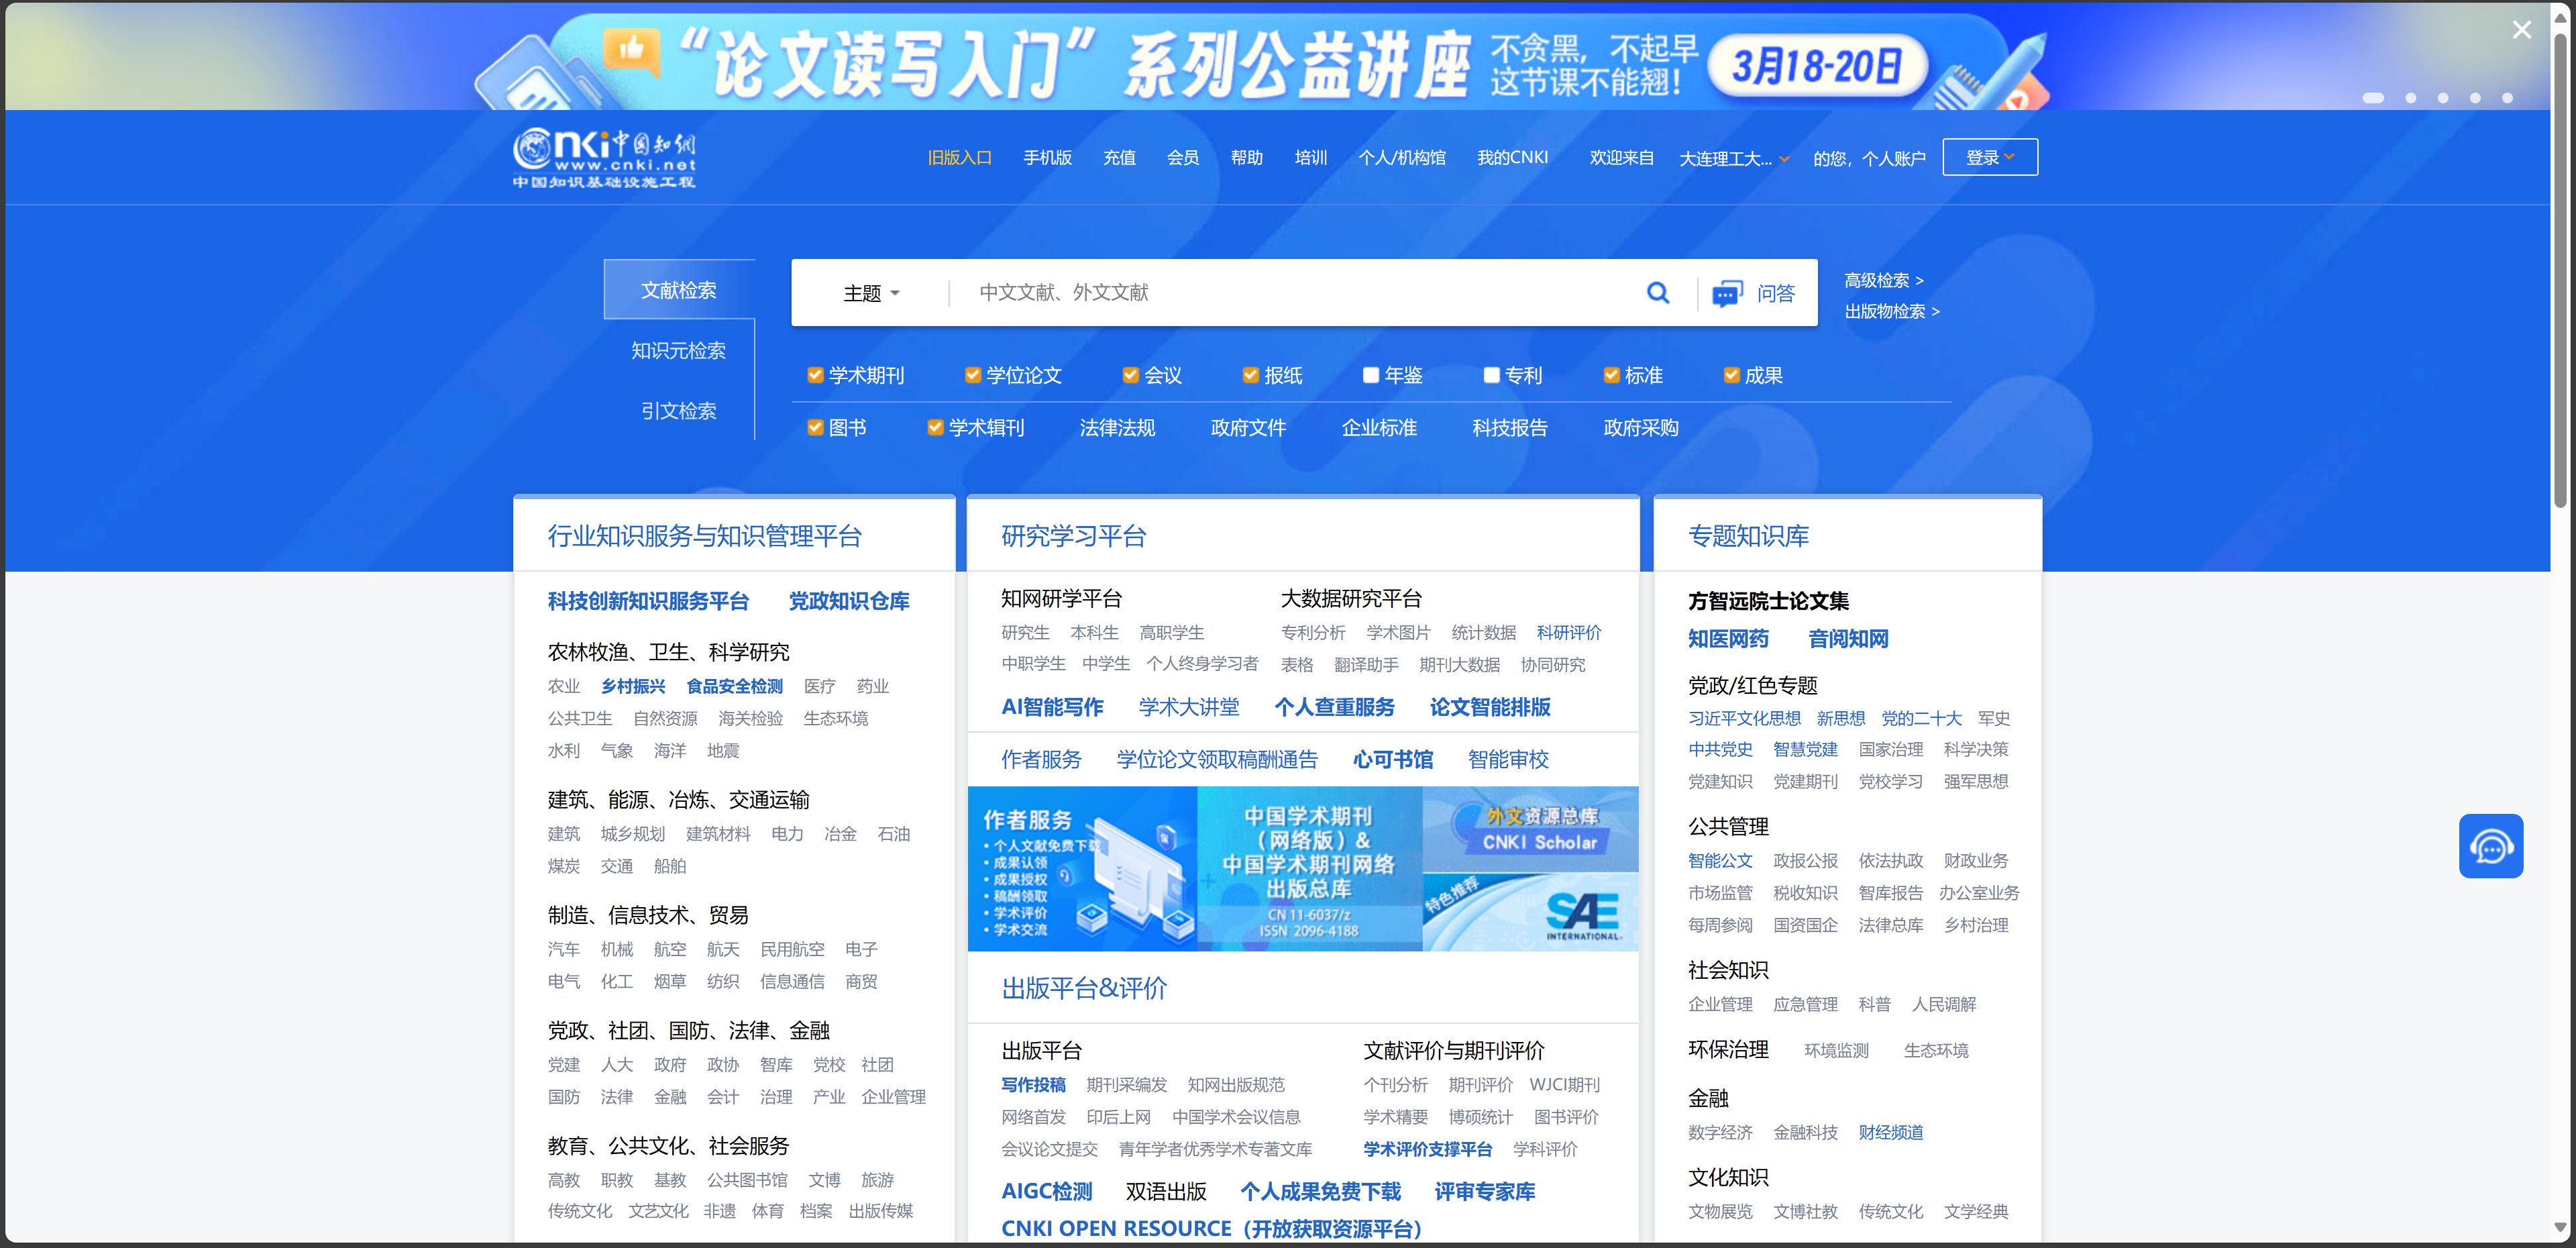 “论文读写入门”系列公益讲座 不贪黑，不起早 3月18-20日
这节课不能翘！
cnki中国知网
www.cnki.net
中国知识基础设施工程
旧版入口 手机版 充值 会员 帮助 培训 个人/机构馆 我的CNKI 欢迎来自 大连理工大... 的您，个人账户 登录
文献检索
知识元检索
引文检索
主题 中文文献、外文文献 问答
高级检索 >
出版物检索 >
学术期刊 学位论文 会议 报纸 年鉴 专利 标准 成果
图书 学术辑刊 法律法规 政府文件 企业标准 科技报告 政府采购
行业知识服务与知识管理平台
科技创新知识服务平台 党政知识仓库
农林牧渔、卫生、科学研究
农业 乡村振兴 食品安全检测 医疗 药业
公共卫生 自然资源 海关检验 生态环境
水利 气象 海洋 地震
建筑、能源、冶炼、交通运输
建筑 城乡规划 建筑材料 电力 冶金 石油
煤炭 交通 船舶
制造、信息技术、贸易
汽车 机械 航空 航天 民用航空 电子
电气 化工 烟草 纺织 信息通信 商贸
党政、社团、国防、法律、金融
党建 人大 政府 政协 智库 党校 社团
国防 法律 金融 会计 治理 产业 企业管理
教育、公共文化、社会服务
高教 职教 基教 公共图书馆 文博 旅游
传统文化 文艺文化 非遗 体育 档案 出版传媒
研究学习平台
知网研学平台
研究生 本科生 高职学生
中职学生 中学生 个人终身学习者
大数据研究平台
专利分析 学术图片 统计数据 科研评价
表格 翻译助手 期刊大数据 协同研究
AI智能写作 学术大讲堂 个人查重服务 论文智能排版
作者服务 学位论文领取稿酬通告 心可书馆 智能审校
作者服务
• 个人文献免费下载
• 成果认领
• 成果授权
• 稿酬领取
• 学术评价
• 学术交流
中国学术期刊
（网络版）&
中国学术期刊网络
出版总库
CN 11-6037/z
ISSN 2096-4188
外文资源总库
CNKI Scholar
特色推荐
SAE
INTERNATIONAL.
出版平台&评价
出版平台
写作投稿 期刊采编发 知网出版规范
网络首发 印后上网 中国学术会议信息
会议论文提交 青年学者优秀学术专著文库
文献评价与期刊评价
个刊分析 期刊评价 WJCI期刊
学术精要 博硕统计 图书评价
学术评价支撑平台 学科评价
AIGC检测 双语出版 个人成果免费下载 评审专家库
CNKI OPEN RESOURCE（开放获取资源平台）
专题知识库
方智远院士论文集
知医网药 音阅知网
党政/红色专题
习近平文化思想 新思想 党的二十大 军史
中共党史 智慧党建 国家治理 科学决策
党建知识 党建期刊 党校学习 强军思想
公共管理
智能公文 政报公报 依法执政 财政业务
市场监管 税收知识 智库报告 办公室业务
每周参阅 国资国企 法律总库 乡村治理
社会知识
企业管理 应急管理 科普 人民调解
环保治理 环境监测 生态环境
金融
数字经济 金融科技 财经频道
文化知识
文物展览 文博社教 传统文化 文学经典